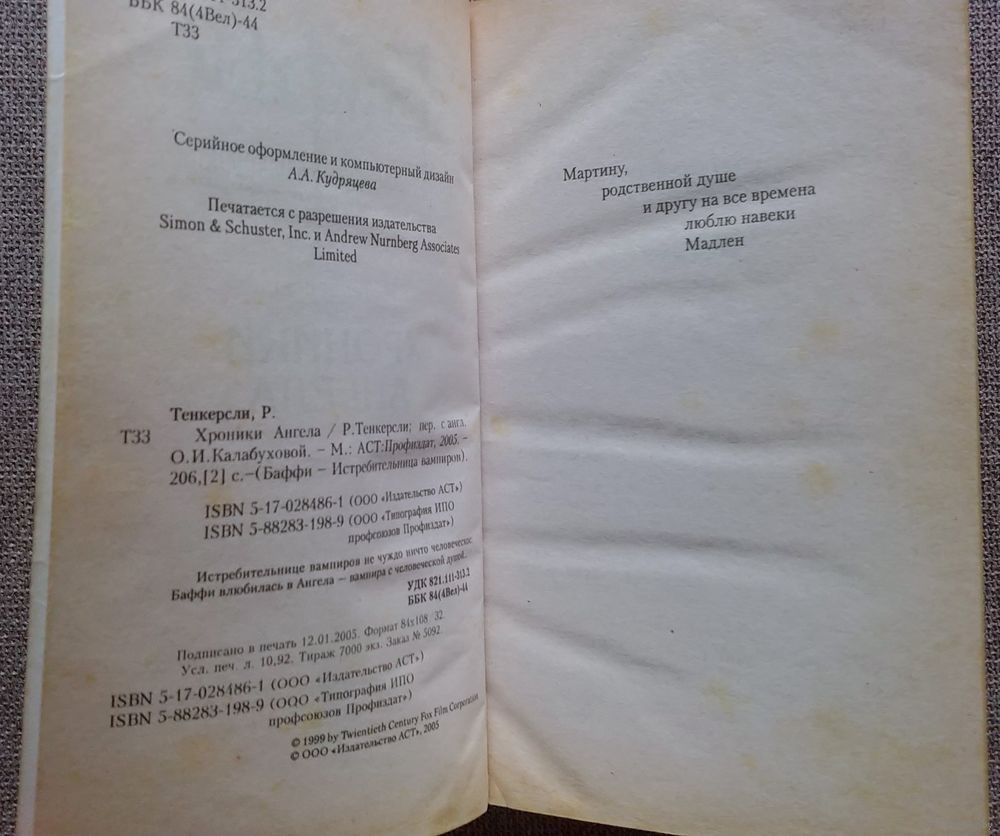 ББК 84(4Вел)-44
Т33
Серийное оформление и компьютерный дизайн
А.А. Кудряцева
Печатается с разрешения издательства
Simon & Schuster, Inc. и Andrew Nurnberg Associates
Limited
Тенкерсли, Р.
Т33 Хроники Ангела / Р.Тенкерсли; пер. с англ.
О.И.Калабуховой. – М.: АСТ:Профиздат, 2005. –
206,[2] с.–(Баффи – Истребительница вампиров).
ISBN 5-17-028486-1 (ООО «Издательство АСТ»)
ISBN 5-88283-198-9 (ООО «Типография ИПО
профсоюзов Профиздат»)
Истребительнице вампиров не чуждо ничто человеческое:
Баффи влюбилась в Ангела – вампира с человеческой душой.
УДК 821.111-313.2
ББК 84(4Вел)-44
Подписано в печать 12.01.2005. Формат 84х108 32.
Усл. печ. л. 10,92. Тираж 7000 экз. Заказ № 5092.
ISBN 5-17-028486-1 (ООО «Издательство АСТ»)
ISBN 5-88283-198-9 (ООО «Типография ИПО
профсоюзов Профиздат»)
© 1999 by Twientieth Century Fox Film Corporation
© ООО «Издательство АСТ», 2005
Мартину,
родственной душе
и другу на все времена
люблю навеки
Мадлен